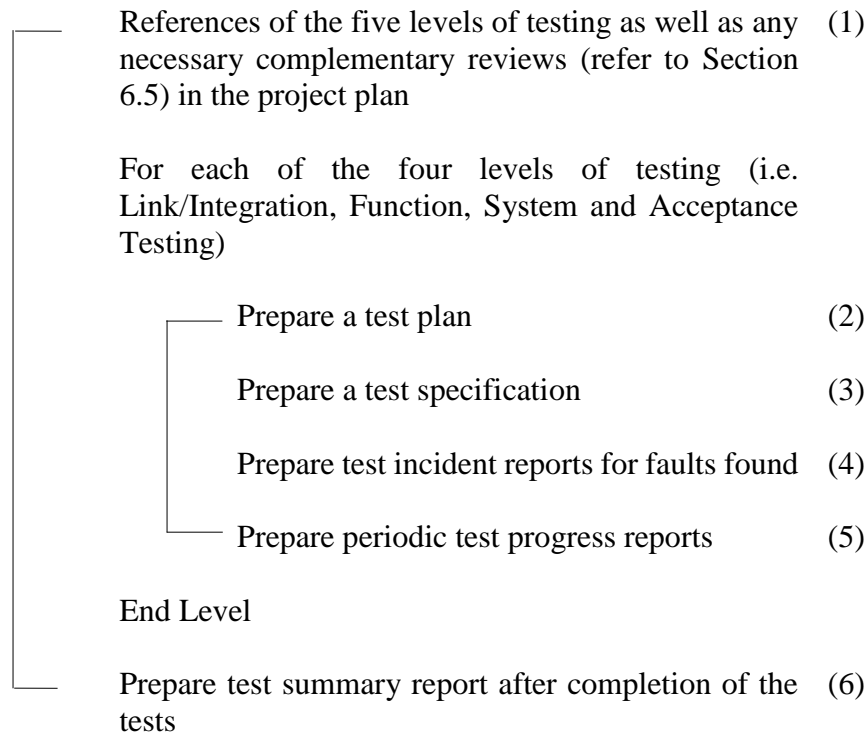 References of the five levels of testing as well as any (1)
necessary complementary reviews (refer to Section
6.5) in the project plan
For each of the four levels of testing (i.e.
Link/Integration, Function, System and Acceptance
Testing)
Prepare a test plan (2)
Prepare a test specification (3)
Prepare test incident reports for faults found (4)
Prepare periodic test progress reports (5)
End Level
Prepare test summary report after completion of the (6)
tests